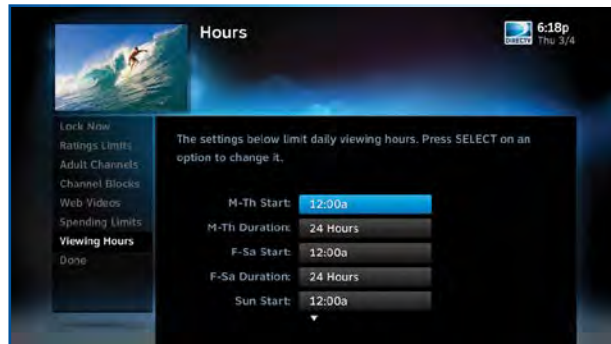 Hours
DIRECTV
6:18p
Thu 3/4
Lock Now
Ratings Limits
Adult Channels
Channel Blocks
Web Videos
Spending Limits
Viewing Hours
Done
The settings below limit daily viewing hours. Press SELECT on an
option to change it.
M-Th Start: 12:00a
M-Th Duration: 24 Hours
F-Sa Start: 12:00a
F-Sa Duration: 24 Hours
Sun Start: 12:00a